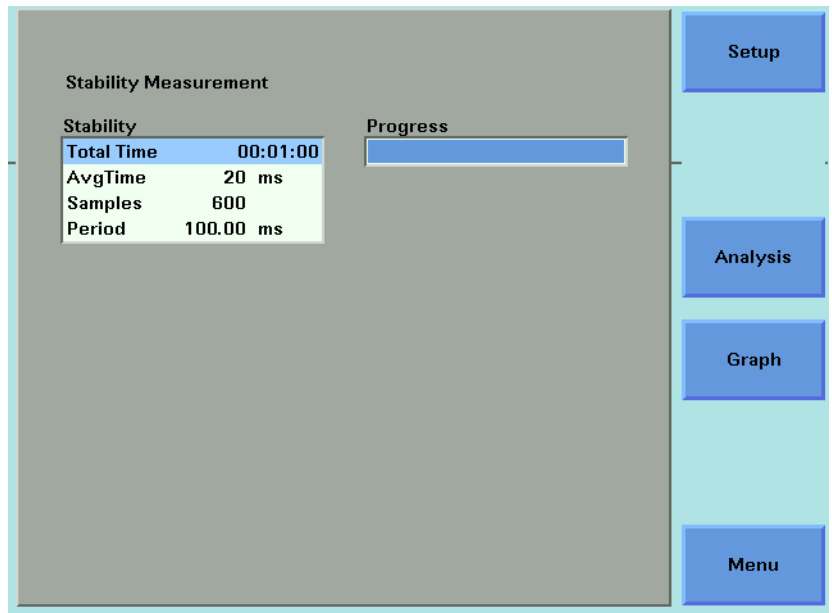 Setup
Stability Measurement
Stability
Progress
Total Time 00:01:00
AvgTime 20 ms
Samples 600
Period 100.00 ms
Analysis
Graph
Menu